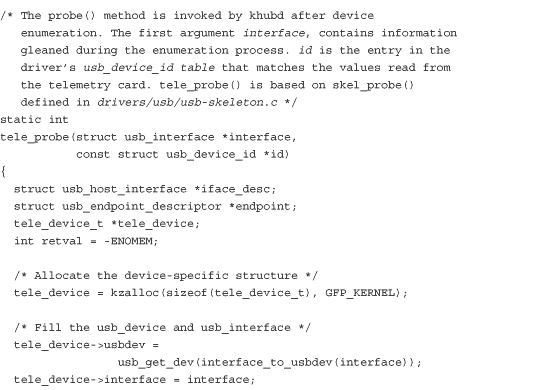 /* The probe() method is invoked by khubd after device
   enumeration. The first argument interface, contains information
   gleaned during the enumeration process. id is the entry in the
   driver's usb_device_id table that matches the values read from
   the telemetry card. tele_probe() is based on skel_probe()
   defined in drivers/usb/usb-skeleton.c */
static int
tele_probe(struct usb_interface *interface,
           const struct usb_device_id *id)
{
  struct usb_host_interface *iface_desc;
  struct usb_endpoint_descriptor *endpoint;
  tele_device_t *tele_device;
  int retval = -ENOMEM;

  /* Allocate the device-specific structure */
  tele_device = kzalloc(sizeof(tele_device_t), GFP_KERNEL);

  /* Fill the usb_device and usb_interface */
  tele_device->usbdev =
                 usb_get_dev(interface_to_usbdev(interface));
  tele_device->interface = interface;